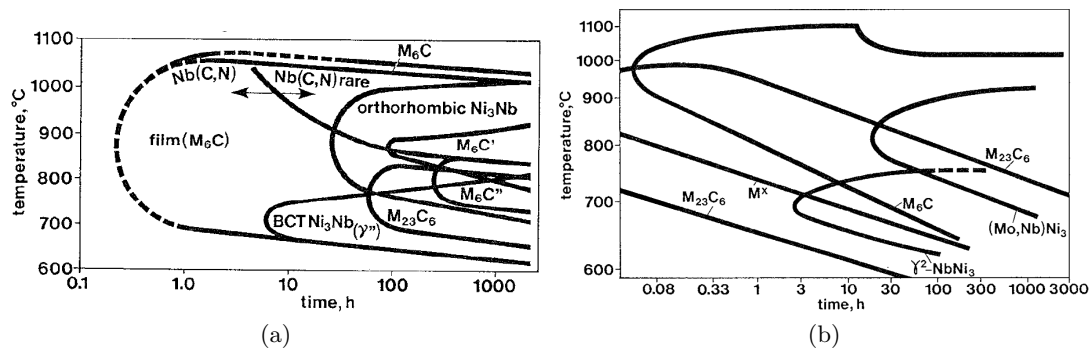 1100
1000
900
800
700
600
temperature, °C
0.1
1.0
10
100
1000
time, h
Nb(C,N)
Nb(C,N) rare
M₆C
orthorhombic Ni₃Nb
film (M₆C)
M₆C'
M₆C"
BCT Ni₃Nb(γ")
M₂₃C₆
(a)
1100
1000
900
800
700
600
temperature, °C
0.08
0.33
1
3
10
30
100
300
1000
3000
time, h
M₂₃C₆
Mˣ
M₂₃C₆
M₆C
(Mo,Nb)Ni₃
γ²-NbNi₃
(b)